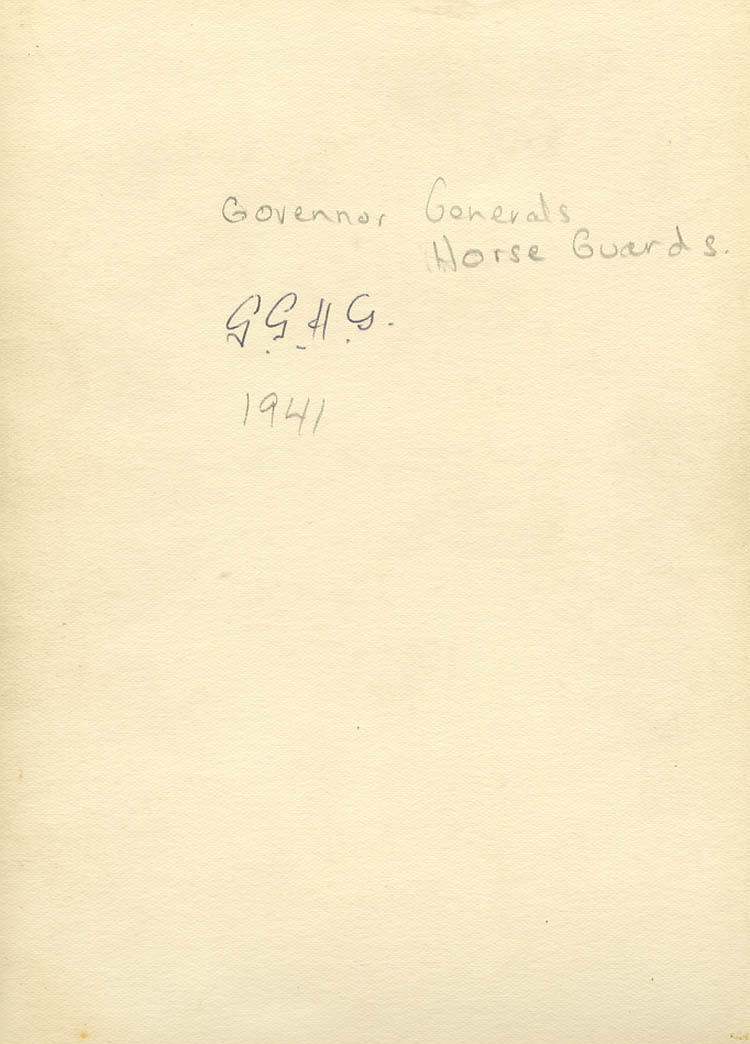 Govennor Generals
Horse Guards.
G.G.H.G.
1941